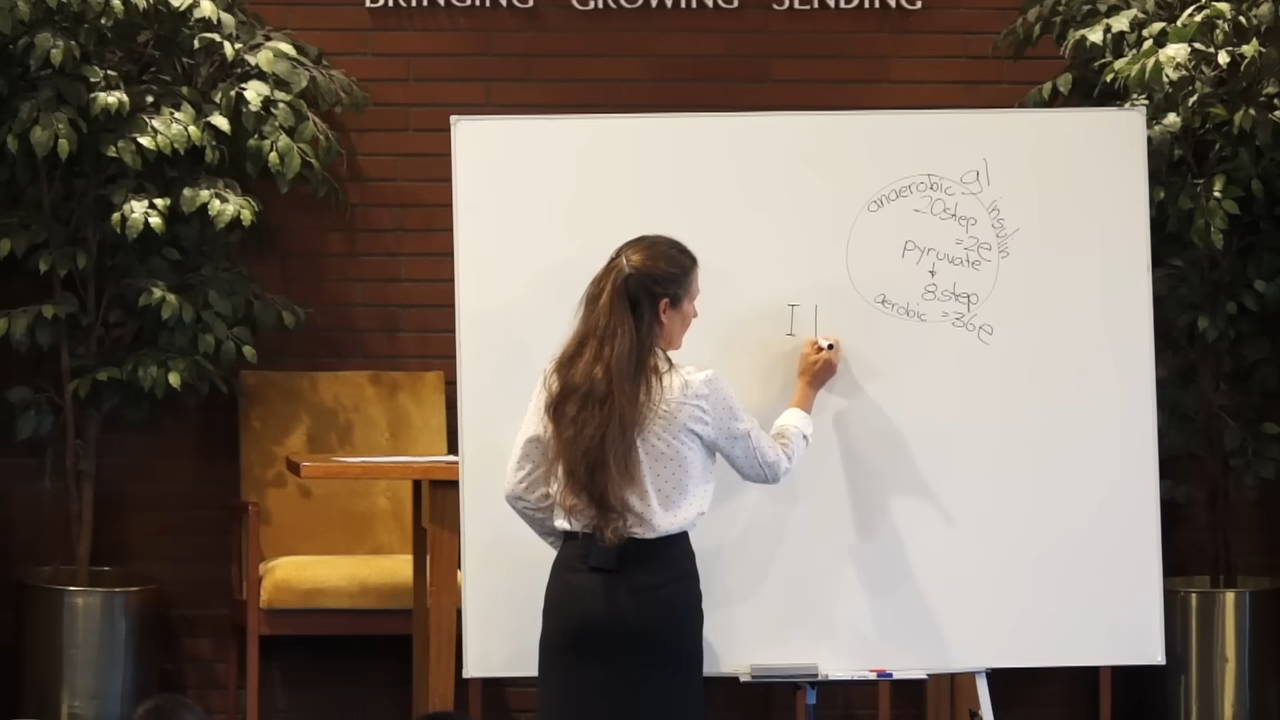 BRINGING GROWING SENDING
anaerobic gl
insulin
20step
=2e
pyruvate
↓
8step
aerobic =36e
I |